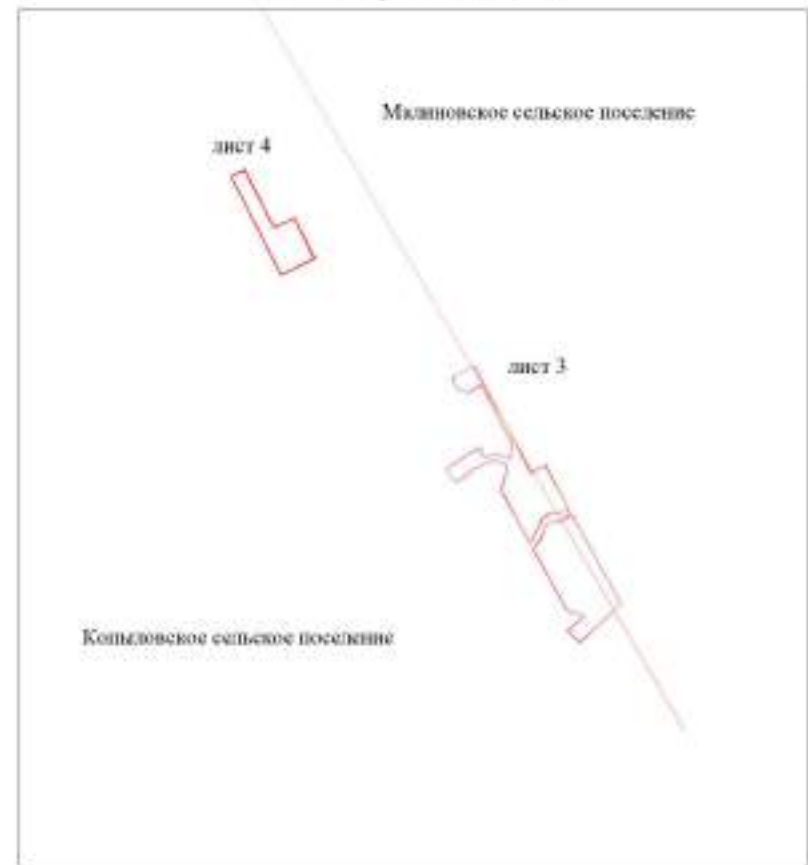 Малиновское сельское поселение
лист 4
лист 3
Копыловское сельское поселение